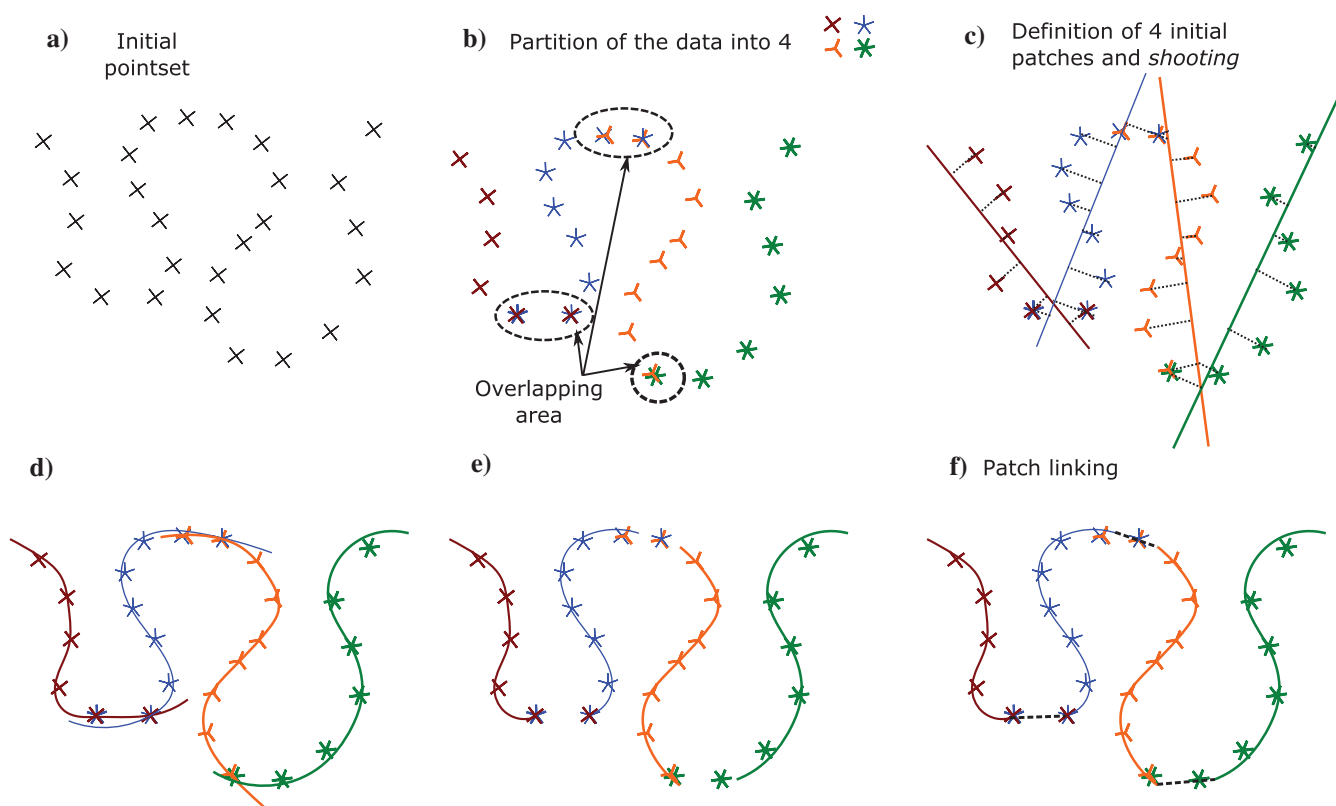 a) Initial
pointset
b) Partition of the data into 4
c) Definition of 4 initial
patches and shooting
Overlapping
area
d)
e)
f) Patch linking